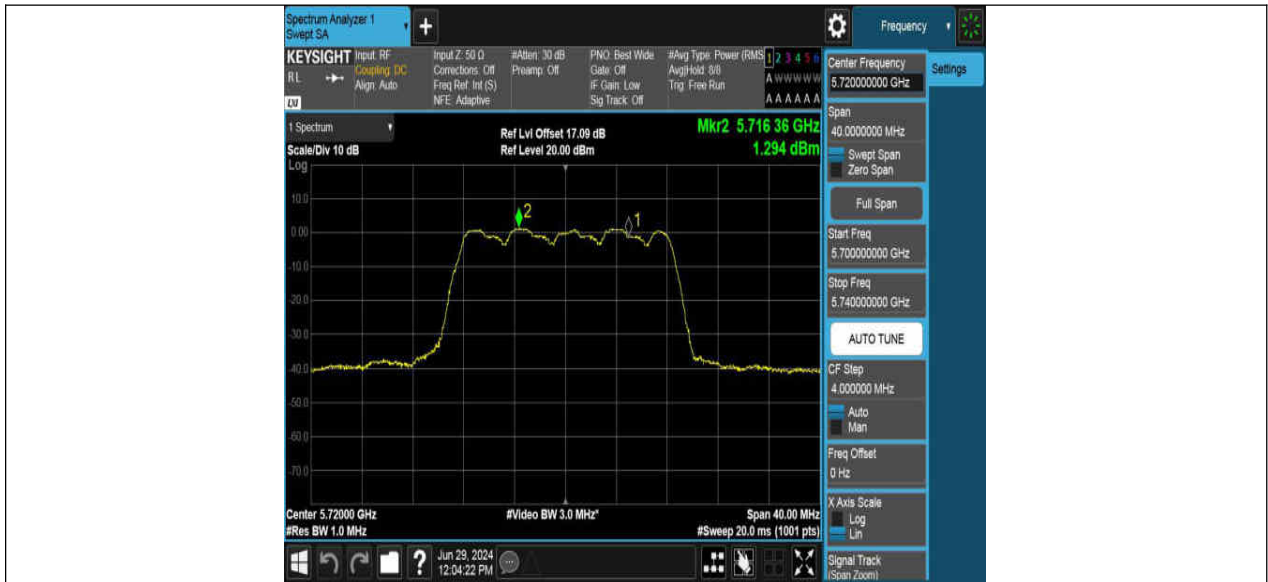 Spectrum Analyzer 1
Swept SA
+
Frequency
KEYSIGHT
RL
LXI
Input: RF
Coupling: DC
Align: Auto
Input Z: 50 Ω
Corrections: Off
Freq Ref: Int (S)
NFE: Adaptive
#Atten: 30 dB
Preamp: Off
PNO: Best Wide
Gate: Off
IF Gain: Low
Sig Track: Off
#Avg Type: Power (RMS
Avg|Hold: 8/8
Trig: Free Run
1 2 3 4 5 6
A W W W W W
A A A A A A
Center Frequency
5.720000000 GHz
Settings
Span
40.0000000 MHz
Swept Span
Zero Span
Full Span
Start Freq
5.700000000 GHz
Stop Freq
5.740000000 GHz
AUTO TUNE
CF Step
4.000000 MHz
Auto
Man
Freq Offset
0 Hz
X Axis Scale
Log
Lin
Signal Track
(Span Zoom)
1 Spectrum
Scale/Div 10 dB
Log
Ref Lvl Offset 17.09 dB
Ref Level 20.00 dBm
Mkr2 5.716 36 GHz
1.294 dBm
10.0
0.00
-10.0
-20.0
-30.0
-40.0
-50.0
-60.0
-70.0
2
1
Center 5.72000 GHz
#Res BW 1.0 MHz
#Video BW 3.0 MHz*
Span 40.00 MHz
#Sweep 20.0 ms (1001 pts)
?
Jun 29, 2024
12:04:22 PM